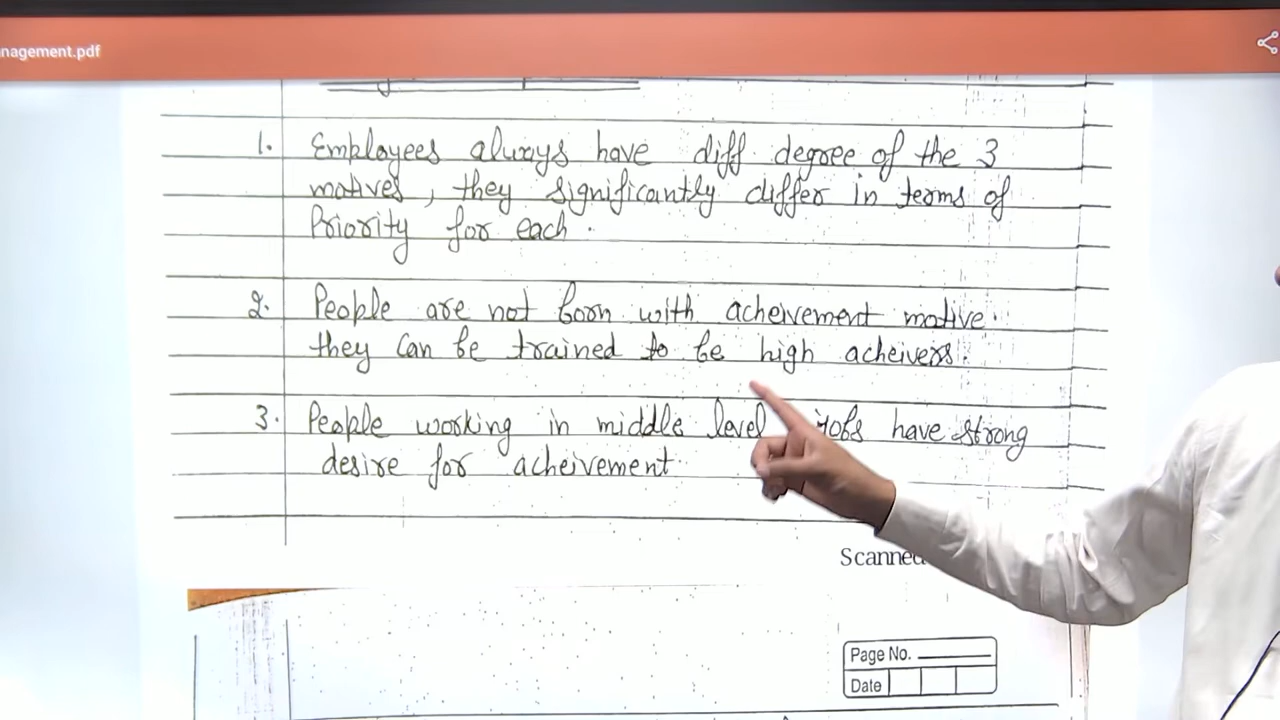 nagement.pdf
1. Employees always have diff degree of the 3
motives, they significantly differ in terms of
Priority for each.
2. People are not born with acheivement motive.
they can be trained to be high acheivers.
3. People working in middle level jobs have strong
desire for acheivement.
Scanned
Page No.
Date